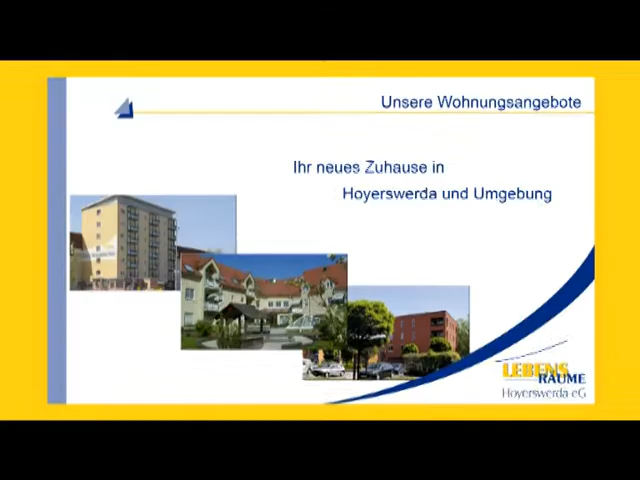 Unsere Wohnungsangebote
Ihr neues Zuhause in
Hoyerswerda und Umgebung
LEBENS
RÄUME
Hoyerswerda eG